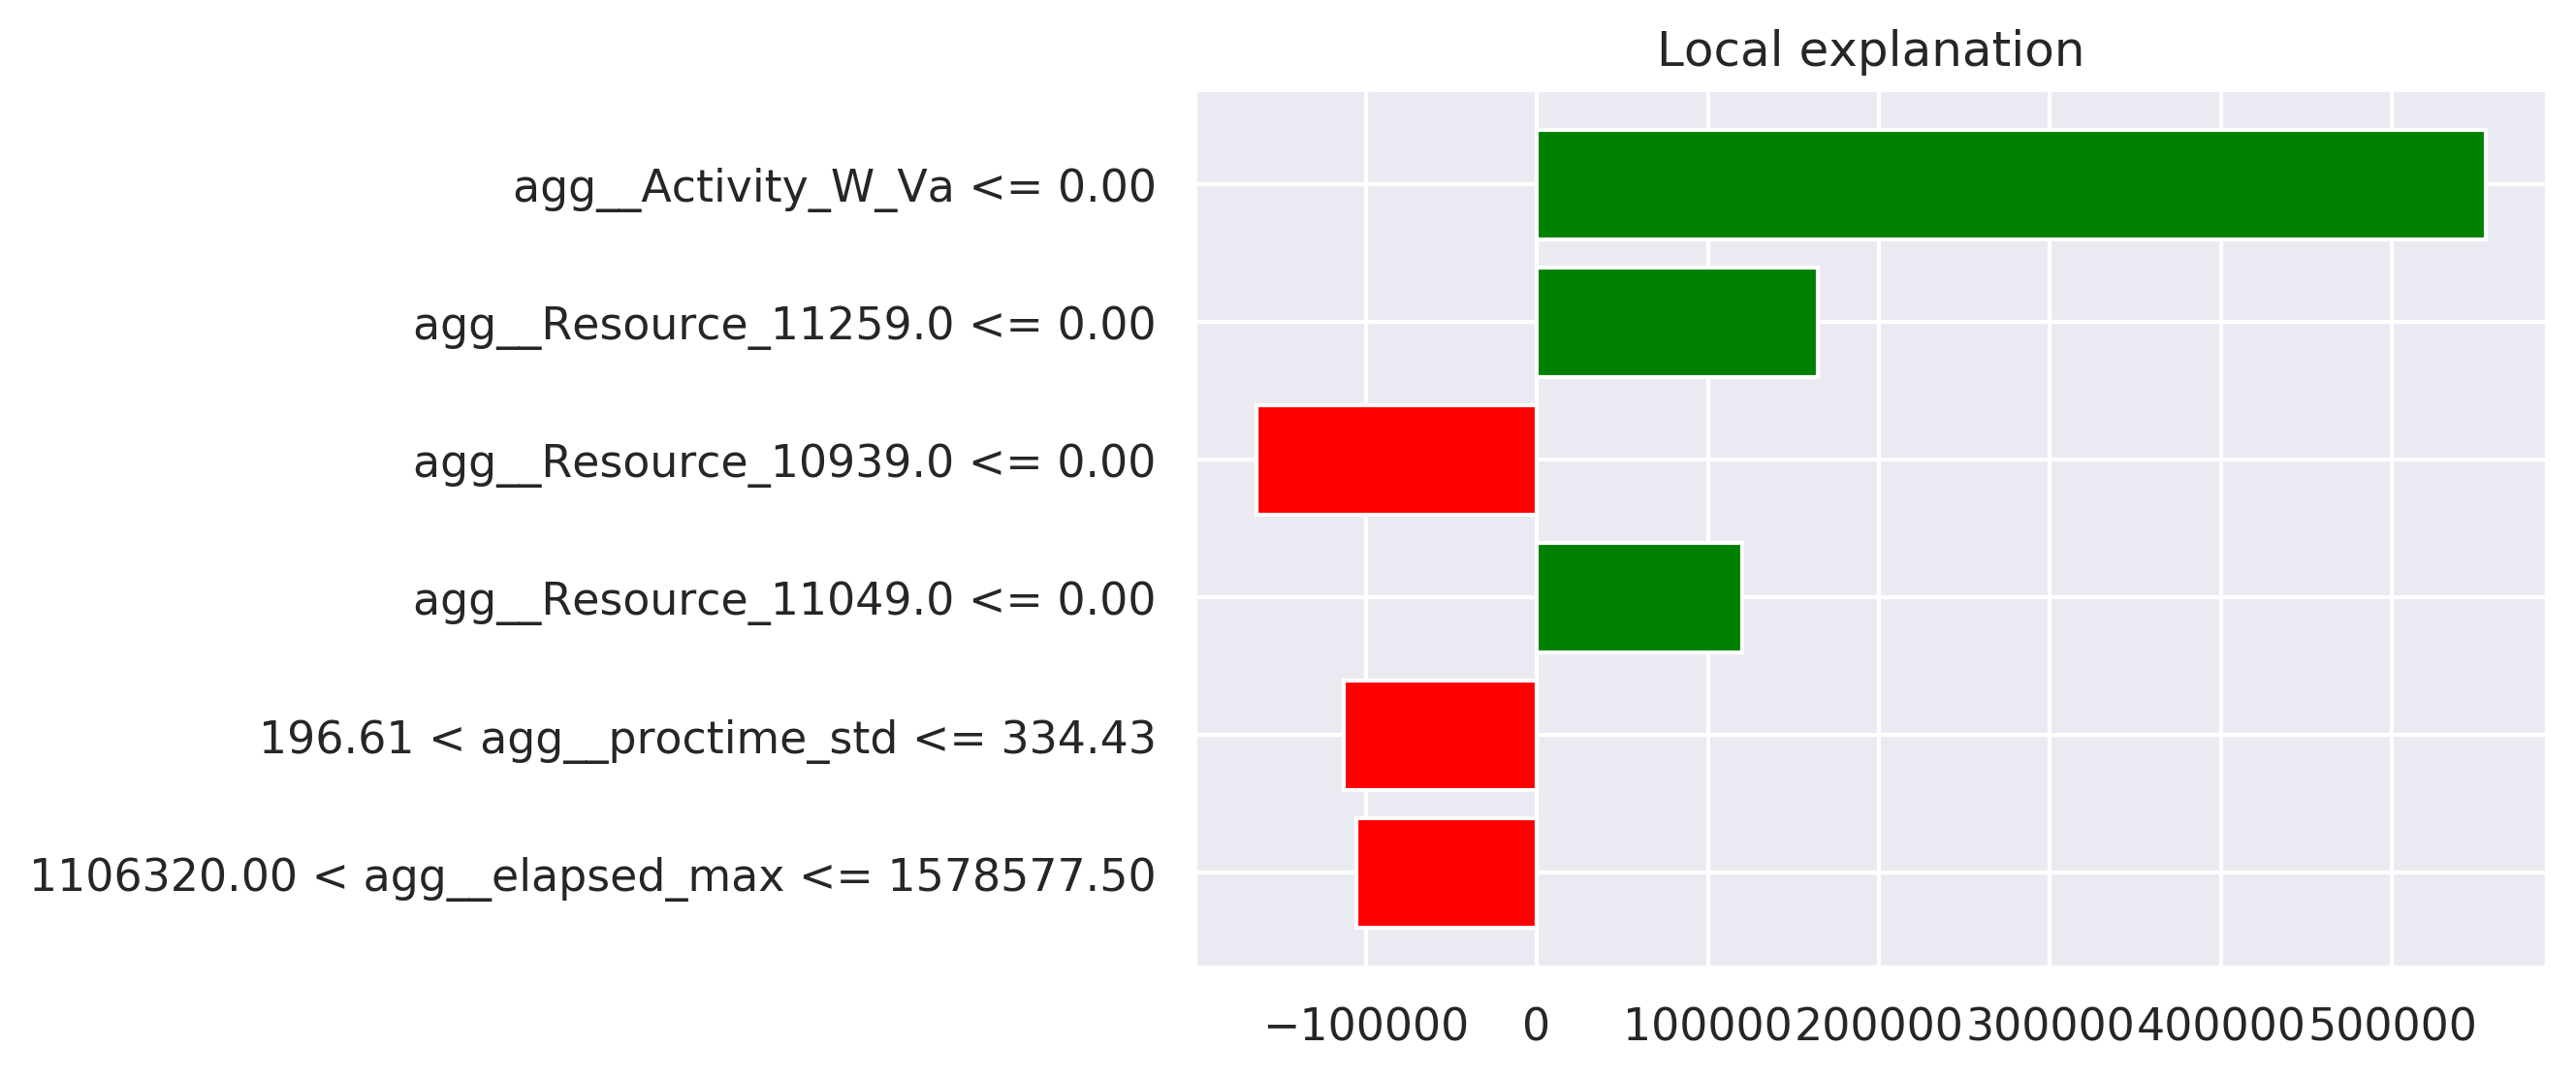 Local explanation
agg__Activity_W_Va <= 0.00
agg__Resource_11259.0 <= 0.00
agg__Resource_10939.0 <= 0.00
agg__Resource_11049.0 <= 0.00
196.61 < agg__proctime_std <= 334.43
1106320.00 < agg__elapsed_max <= 1578577.50
−100000 0 100000 200000 300000 400000 500000